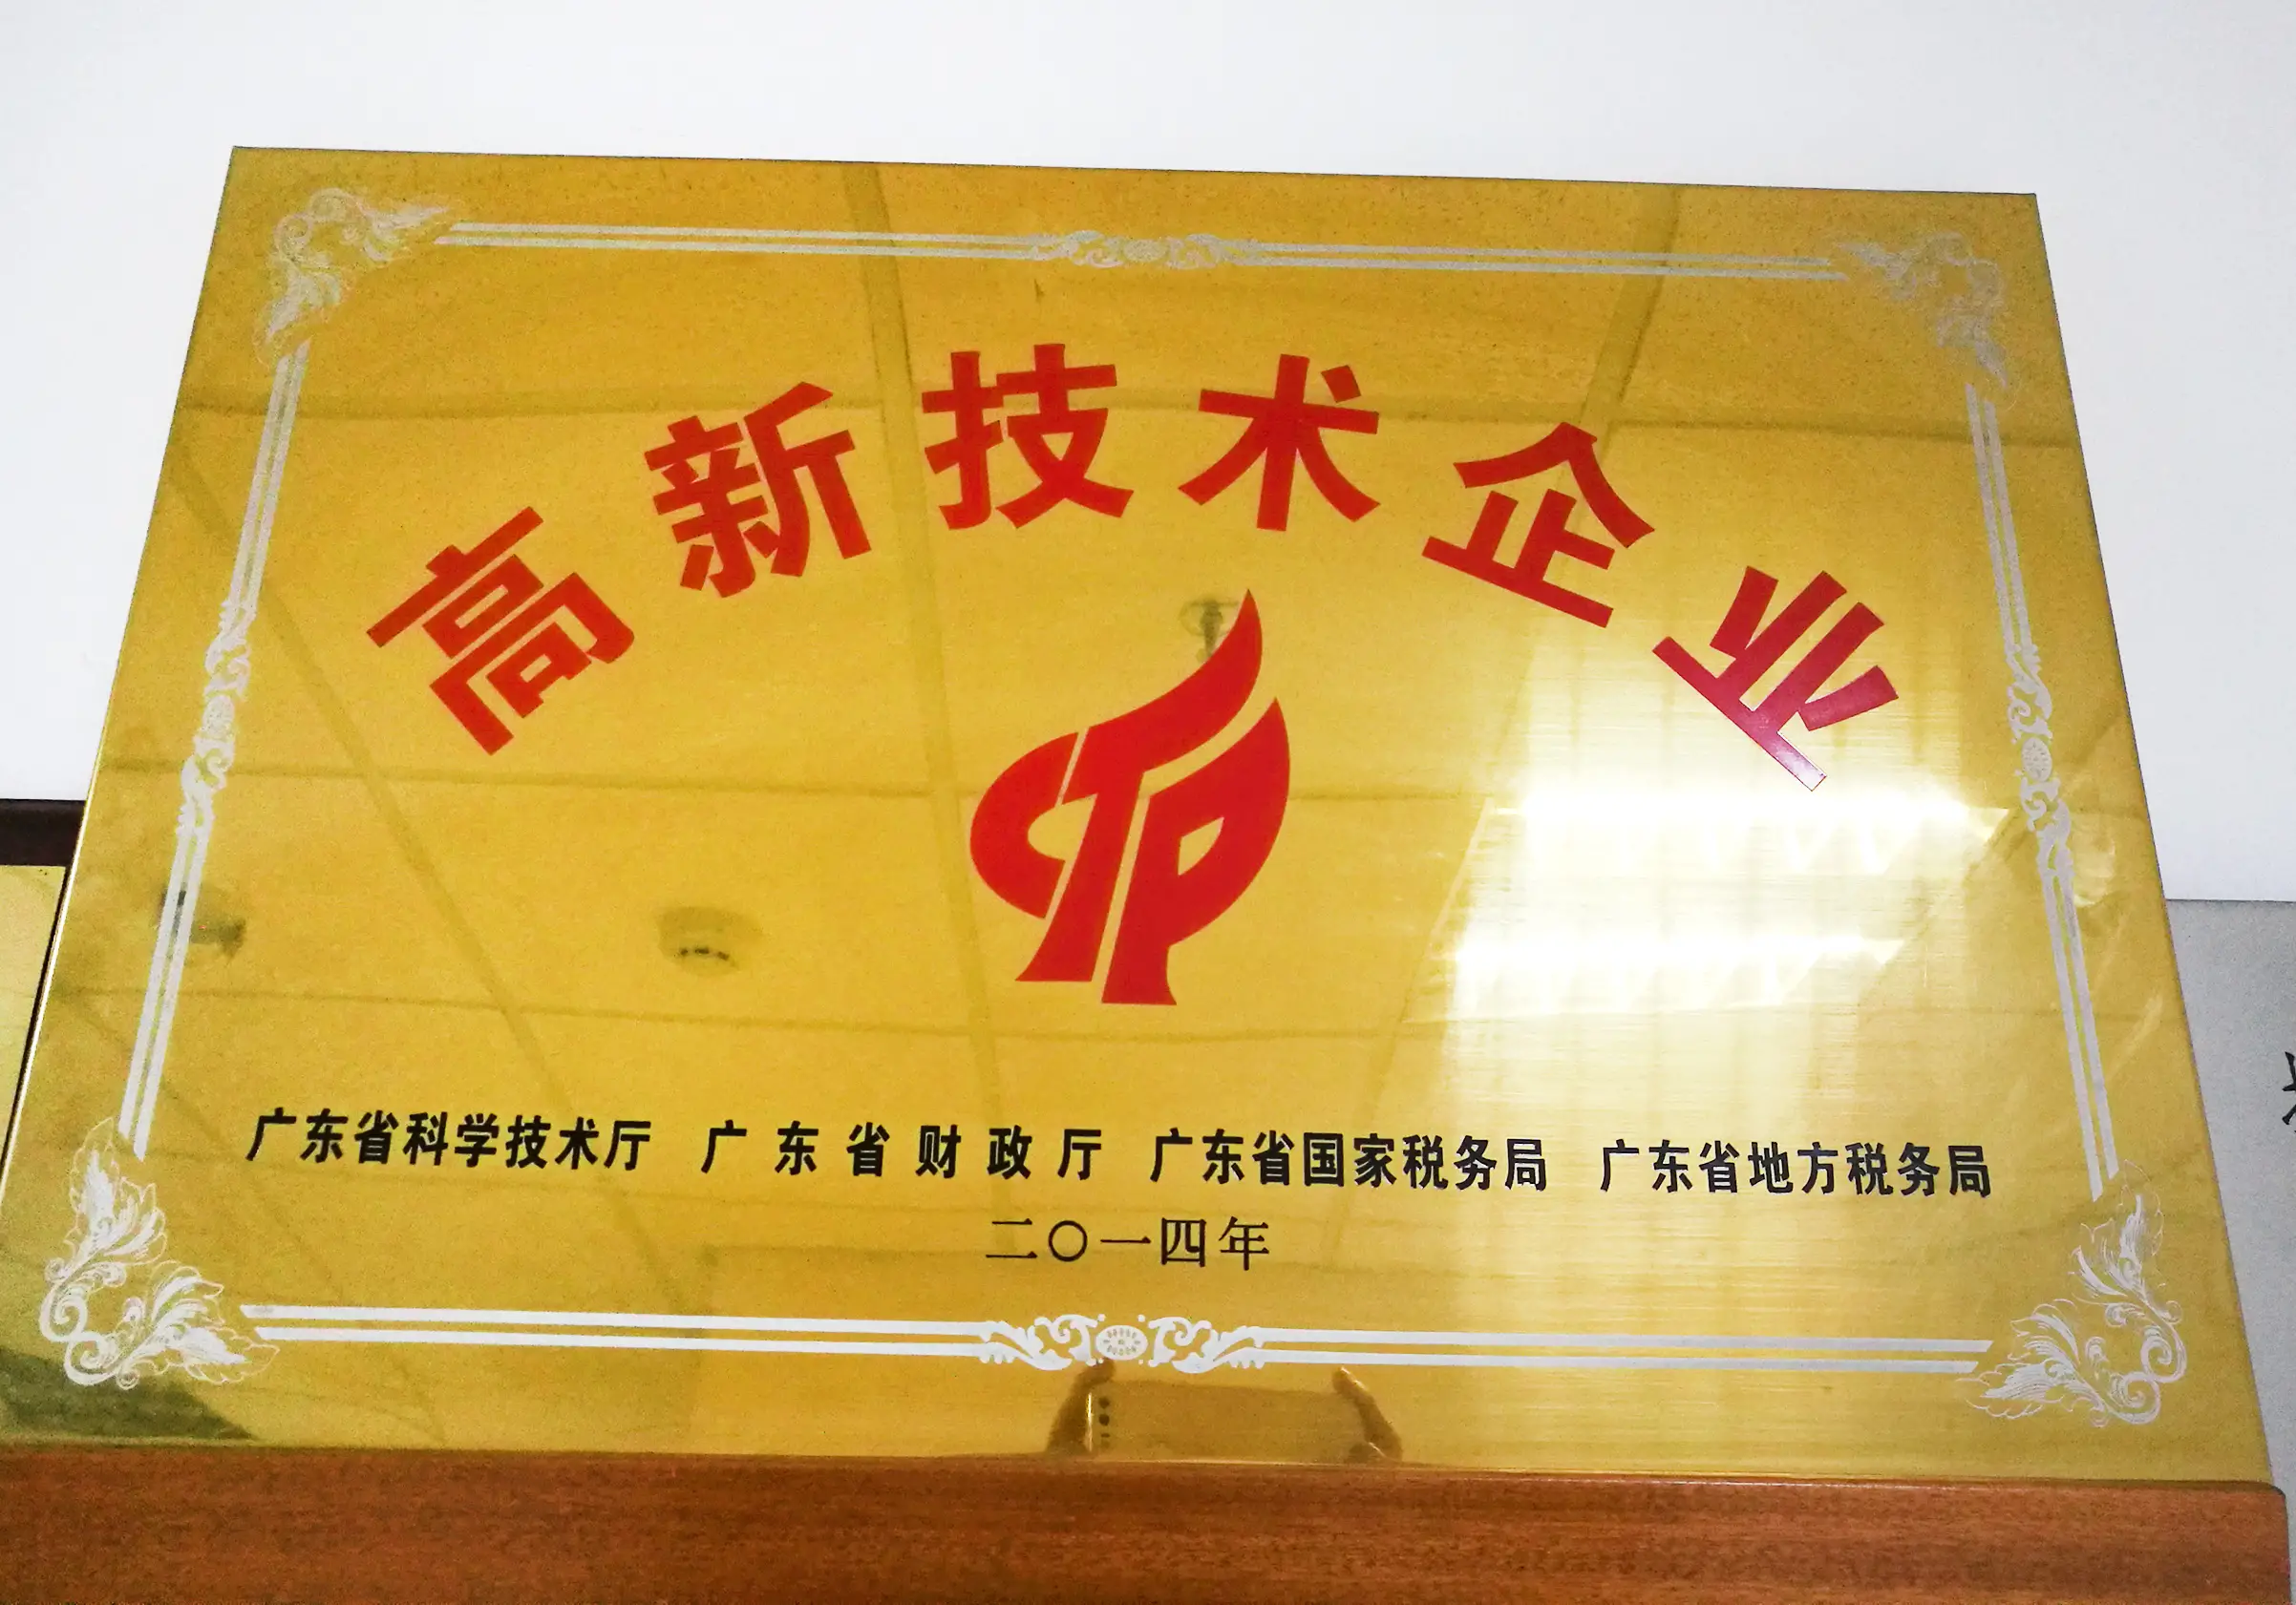 高新技术企业
广东省科学技术厅 广东省财政厅 广东省国家税务局 广东省地方税务局
二〇一四年